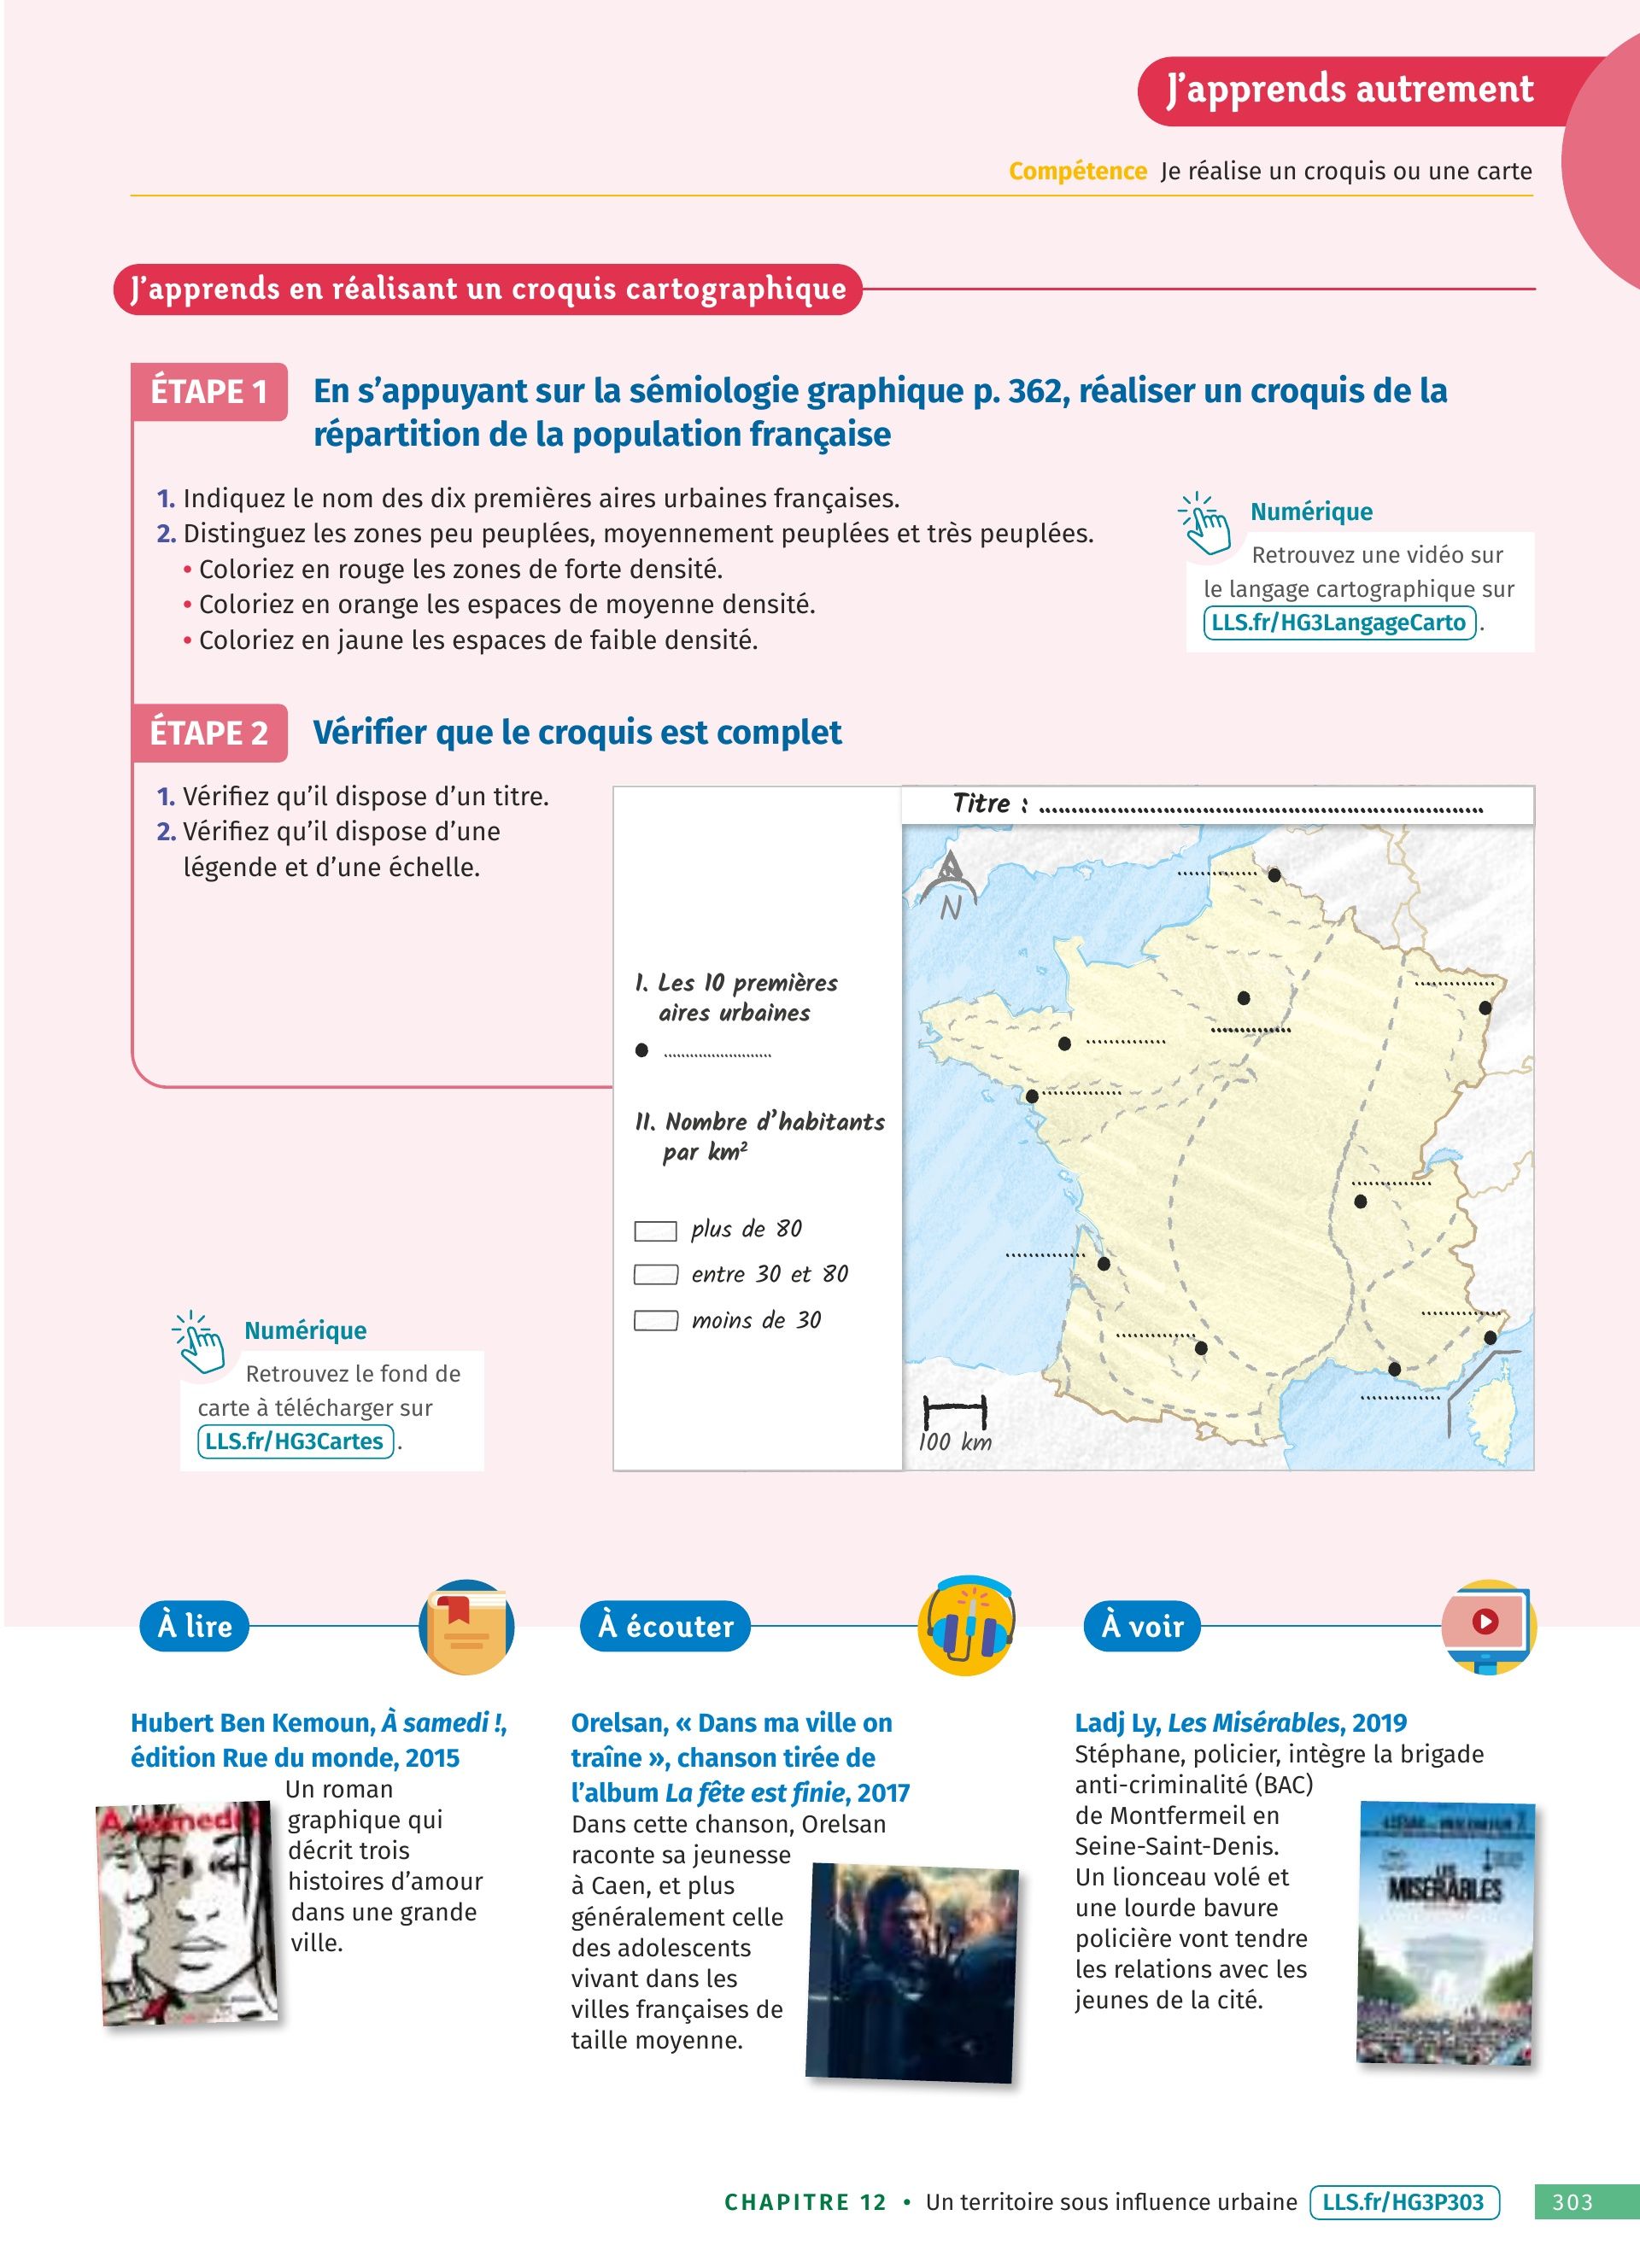 J'apprends autrement
Compétence Je réalise un croquis ou une carte
J'apprends en réalisant un croquis cartographique
ÉTAPE 1
En s'appuyant sur la sémiologie graphique p. 362, réaliser un croquis de la
répartition de la population française
1. Indiquez le nom des dix premières aires urbaines françaises.
2. Distinguez les zones peu peuplées, moyennement peuplées et très peuplées.
• Coloriez en rouge les zones de forte densité.
• Coloriez en orange les espaces de moyenne densité.
• Coloriez en jaune les espaces de faible densité.
Numérique
Retrouvez une vidéo sur
le langage cartographique sur
LLS.fr/HG3LangageCarto .
ÉTAPE 2
Vérifier que le croquis est complet
1. Vérifiez qu'il dispose d'un titre.
2. Vérifiez qu'il dispose d'une
légende et d'une échelle.
Titre : ........................................
N
I. Les 10 premières
aires urbaines
● ........................
II. Nombre d'habitants
par km²
plus de 80
entre 30 et 80
moins de 30
100 km
Numérique
Retrouvez le fond de
carte à télécharger sur
LLS.fr/HG3Cartes .
À lire
Hubert Ben Kemoun, À samedi !,
édition Rue du monde, 2015
Un roman
graphique qui
décrit trois
histoires d'amour
dans une grande
ville.
À écouter
Orelsan, « Dans ma ville on
traîne », chanson tirée de
l'album La fête est finie, 2017
Dans cette chanson, Orelsan
raconte sa jeunesse
à Caen, et plus
généralement celle
des adolescents
vivant dans les
villes françaises de
taille moyenne.
À voir
Ladj Ly, Les Misérables, 2019
Stéphane, policier, intègre la brigade
anti-criminalité (BAC)
de Montfermeil en
Seine-Saint-Denis.
Un lionceau volé et
une lourde bavure
policière vont tendre
les relations avec les
jeunes de la cité.
LES
MISÉRABLES
CHAPITRE 12 • Un territoire sous influence urbaine LLS.fr/HG3P303 303